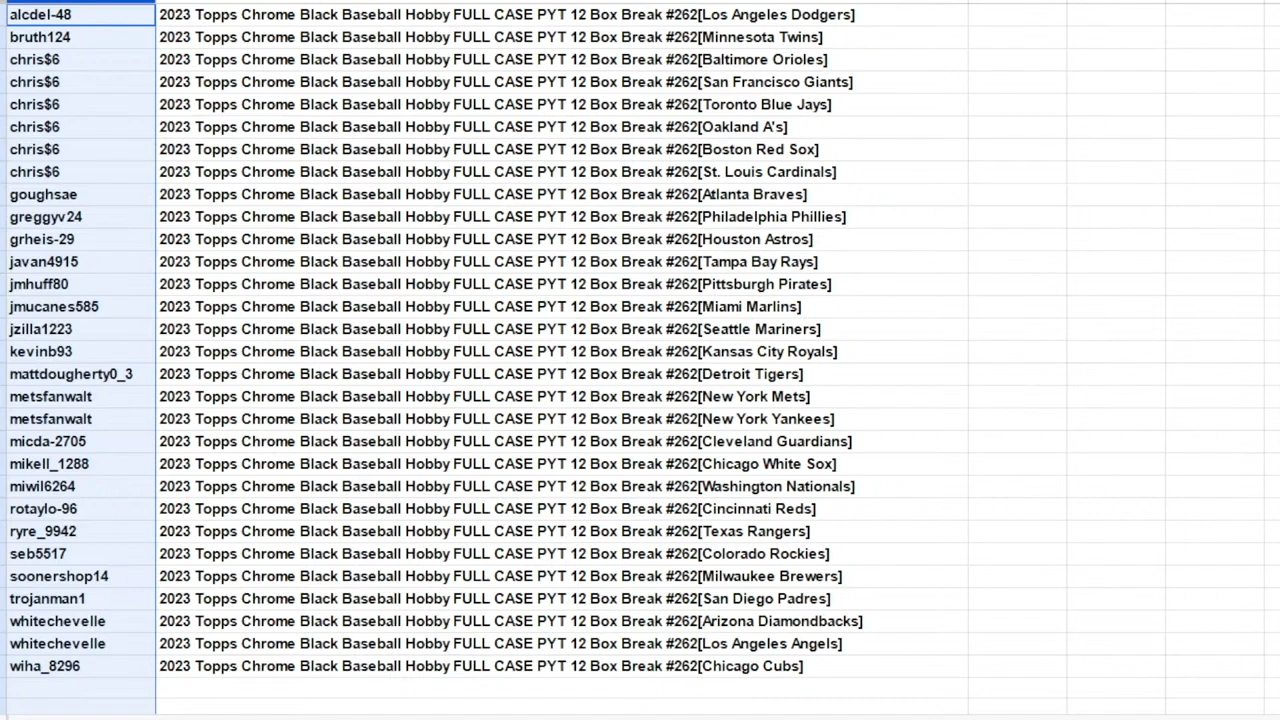 alcdel-48 2023 Topps Chrome Black Baseball Hobby FULL CASE PYT 12 Box Break #262[Los Angeles Dodgers]
bruth124 2023 Topps Chrome Black Baseball Hobby FULL CASE PYT 12 Box Break #262[Minnesota Twins]
chris$6 2023 Topps Chrome Black Baseball Hobby FULL CASE PYT 12 Box Break #262[Baltimore Orioles]
chris$6 2023 Topps Chrome Black Baseball Hobby FULL CASE PYT 12 Box Break #262[San Francisco Giants]
chris$6 2023 Topps Chrome Black Baseball Hobby FULL CASE PYT 12 Box Break #262[Toronto Blue Jays]
chris$6 2023 Topps Chrome Black Baseball Hobby FULL CASE PYT 12 Box Break #262[Oakland A's]
chris$6 2023 Topps Chrome Black Baseball Hobby FULL CASE PYT 12 Box Break #262[Boston Red Sox]
chris$6 2023 Topps Chrome Black Baseball Hobby FULL CASE PYT 12 Box Break #262[St. Louis Cardinals]
goughsae 2023 Topps Chrome Black Baseball Hobby FULL CASE PYT 12 Box Break #262[Atlanta Braves]
greggyv24 2023 Topps Chrome Black Baseball Hobby FULL CASE PYT 12 Box Break #262[Philadelphia Phillies]
grheis-29 2023 Topps Chrome Black Baseball Hobby FULL CASE PYT 12 Box Break #262[Houston Astros]
javan4915 2023 Topps Chrome Black Baseball Hobby FULL CASE PYT 12 Box Break #262[Tampa Bay Rays]
jmhuff80 2023 Topps Chrome Black Baseball Hobby FULL CASE PYT 12 Box Break #262[Pittsburgh Pirates]
jmucanes585 2023 Topps Chrome Black Baseball Hobby FULL CASE PYT 12 Box Break #262[Miami Marlins]
jzilla1223 2023 Topps Chrome Black Baseball Hobby FULL CASE PYT 12 Box Break #262[Seattle Mariners]
kevinb93 2023 Topps Chrome Black Baseball Hobby FULL CASE PYT 12 Box Break #262[Kansas City Royals]
mattdougherty0_3 2023 Topps Chrome Black Baseball Hobby FULL CASE PYT 12 Box Break #262[Detroit Tigers]
metsfanwalt 2023 Topps Chrome Black Baseball Hobby FULL CASE PYT 12 Box Break #262[New York Mets]
metsfanwalt 2023 Topps Chrome Black Baseball Hobby FULL CASE PYT 12 Box Break #262[New York Yankees]
micda-2705 2023 Topps Chrome Black Baseball Hobby FULL CASE PYT 12 Box Break #262[Cleveland Guardians]
mikell_1288 2023 Topps Chrome Black Baseball Hobby FULL CASE PYT 12 Box Break #262[Chicago White Sox]
miwil6264 2023 Topps Chrome Black Baseball Hobby FULL CASE PYT 12 Box Break #262[Washington Nationals]
rotaylo-96 2023 Topps Chrome Black Baseball Hobby FULL CASE PYT 12 Box Break #262[Cincinnati Reds]
ryre_9942 2023 Topps Chrome Black Baseball Hobby FULL CASE PYT 12 Box Break #262[Texas Rangers]
seb5517 2023 Topps Chrome Black Baseball Hobby FULL CASE PYT 12 Box Break #262[Colorado Rockies]
soonershop14 2023 Topps Chrome Black Baseball Hobby FULL CASE PYT 12 Box Break #262[Milwaukee Brewers]
trojanman1 2023 Topps Chrome Black Baseball Hobby FULL CASE PYT 12 Box Break #262[San Diego Padres]
whitechevelle 2023 Topps Chrome Black Baseball Hobby FULL CASE PYT 12 Box Break #262[Arizona Diamondbacks]
whitechevelle 2023 Topps Chrome Black Baseball Hobby FULL CASE PYT 12 Box Break #262[Los Angeles Angels]
wiha_8296 2023 Topps Chrome Black Baseball Hobby FULL CASE PYT 12 Box Break #262[Chicago Cubs]